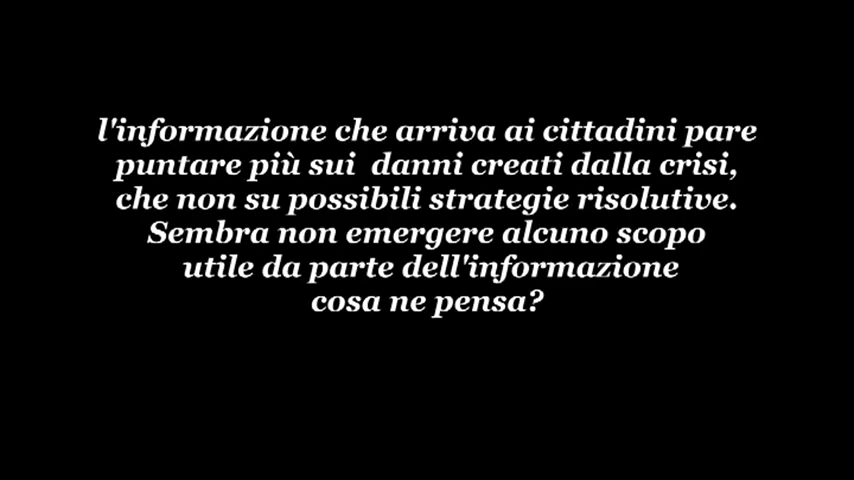 l'informazione che arriva ai cittadini pare
puntare più sui  danni creati dalla crisi,
che non su possibili strategie risolutive.
Sembra non emergere alcuno scopo
utile da parte dell'informazione
cosa ne pensa?